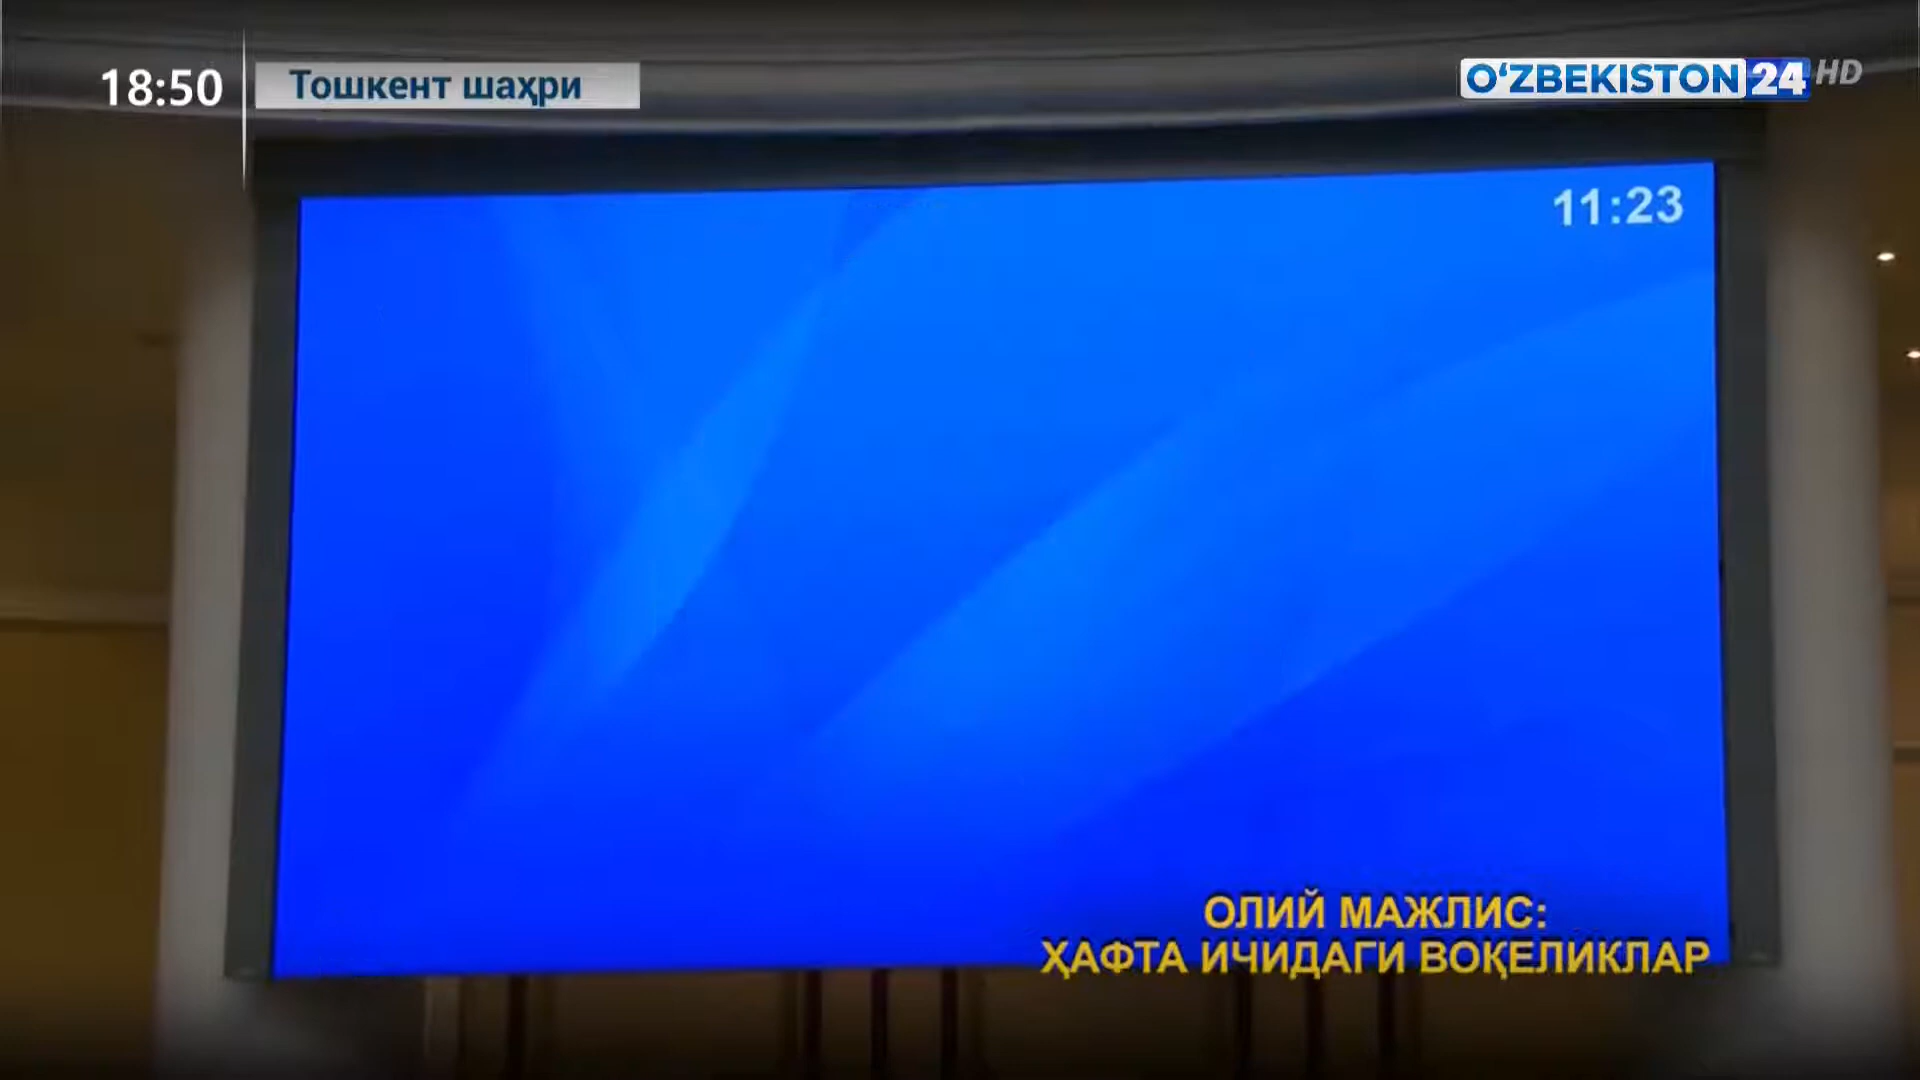 18:50
Тошкент шаҳри
O‘ZBEKISTON 24 HD
11:23
ОЛИЙ МАЖЛИС:
ҲАФТА ИЧИДАГИ ВОҚЕЛИКЛАР